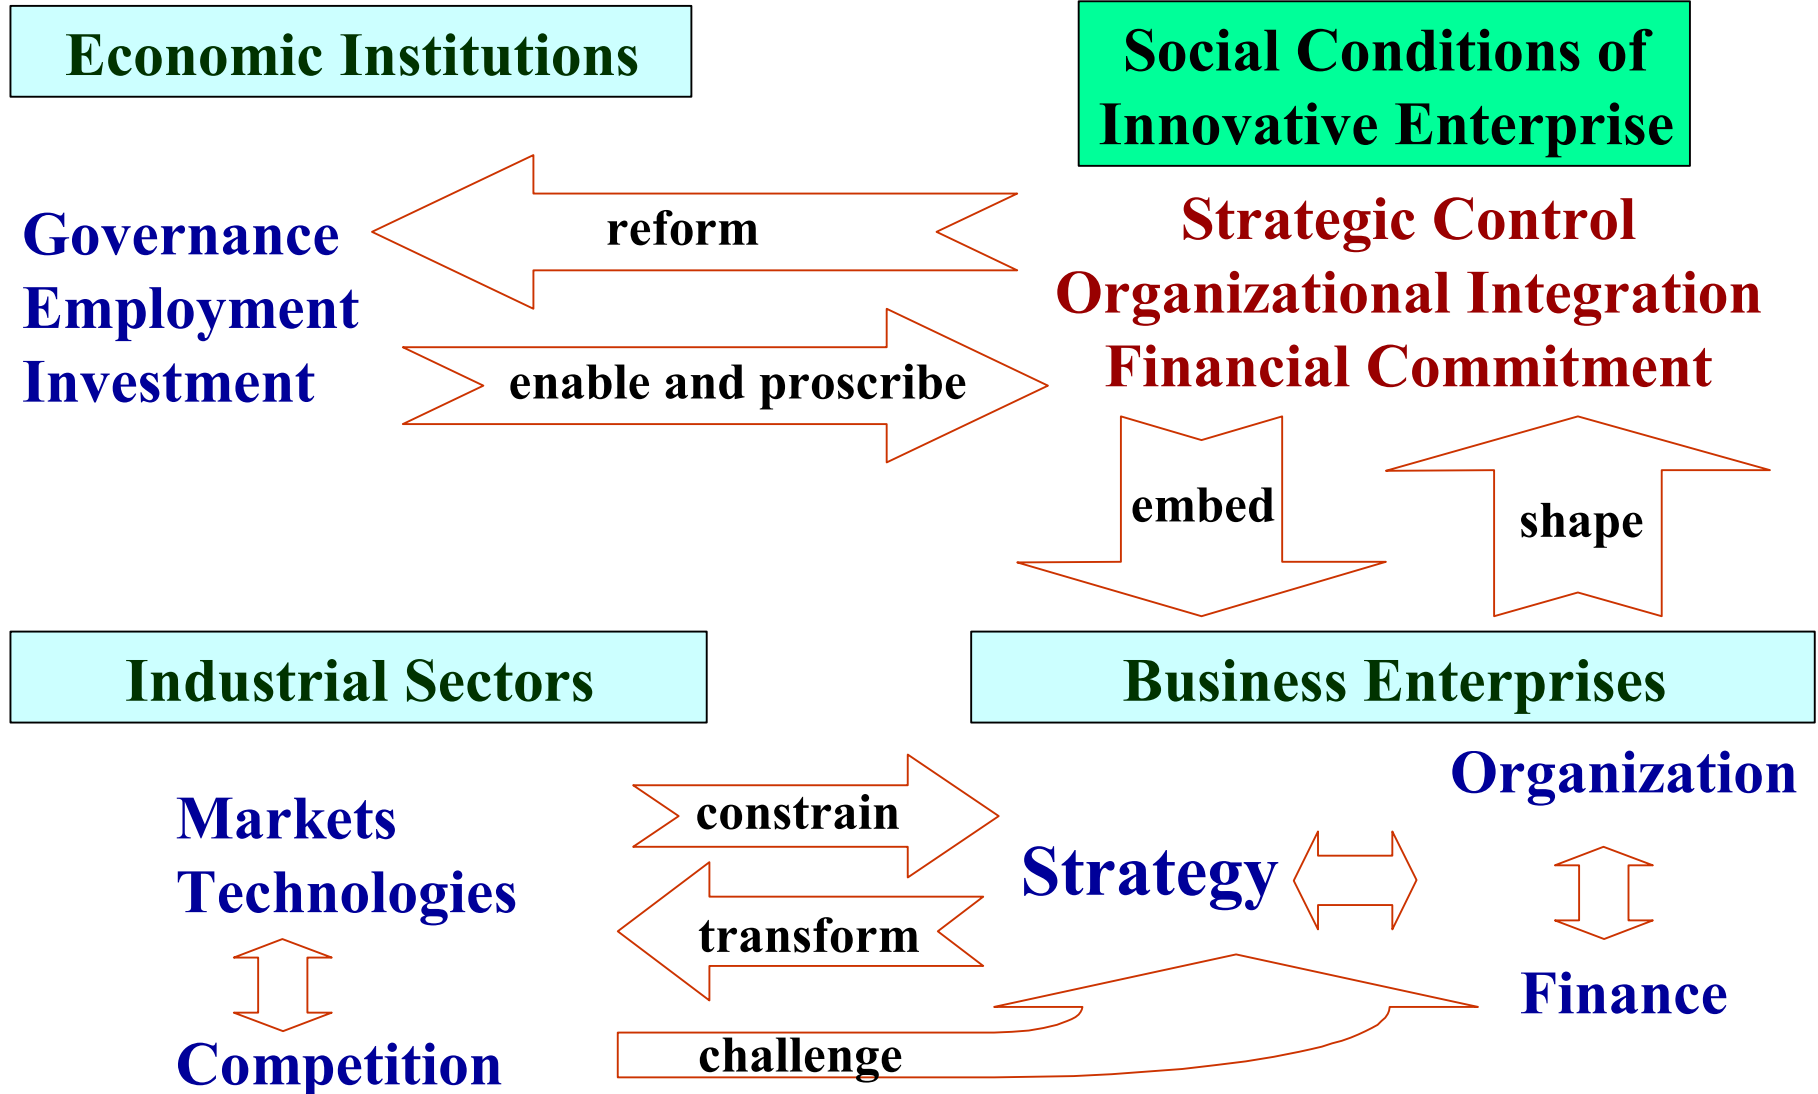 Economic Institutions
Social Conditions of
Innovative Enterprise
Governance
Employment
Investment
reform
enable and proscribe
Strategic Control
Organizational Integration
Financial Commitment
embed
shape
Industrial Sectors
Business Enterprises
Markets
Technologies
Competition
constrain
transform
challenge
Strategy
Organization
Finance